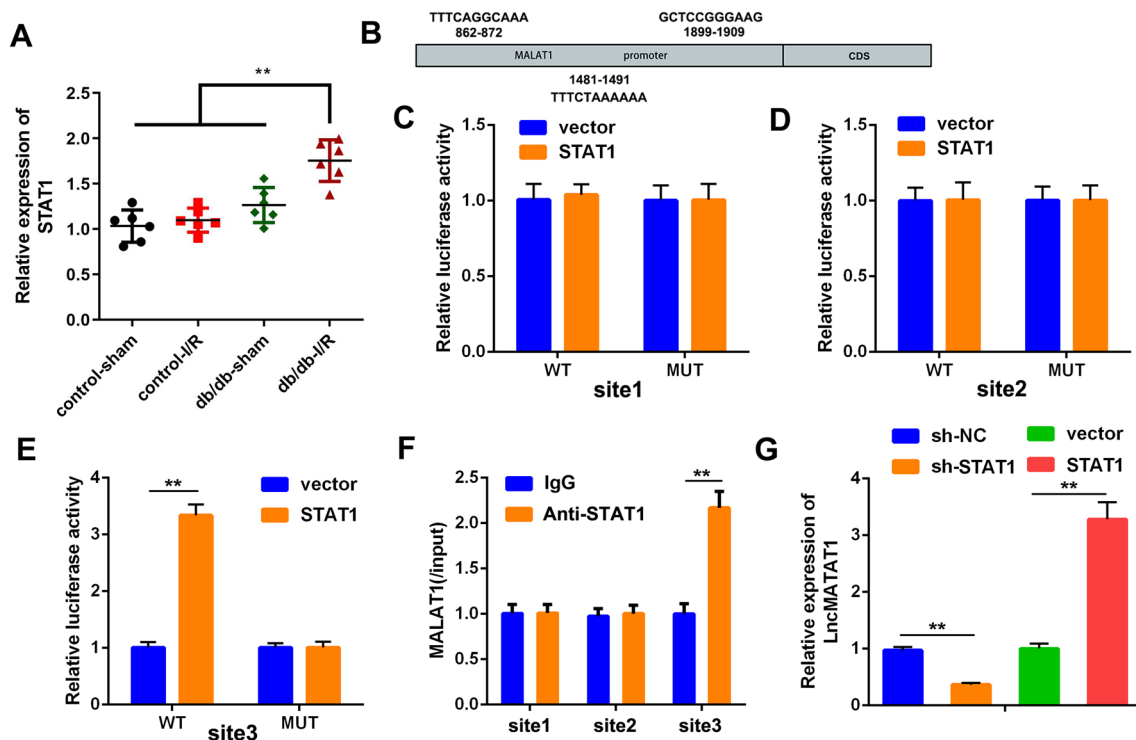 A
Relative expression of
STAT1
2.5
2.0
1.5
1.0
0.5
0.0
**
control-sham
control-I/R
db/db-sham
db/db-I/R
B
TTTCAGGCAAA
862-872
GCTCCGGGAAG
1899-1909
MALAT1 promoter
CDS
1481-1491
TTTCTAAAAAA
C
vector
STAT1
Relative luciferase activity
1.5
1.0
0.5
0.0
WT
MUT
site1
D
vector
STAT1
Relative luciferase activity
1.5
1.0
0.5
0.0
WT
MUT
site2
E
vector
STAT1
Relative luciferase activity
4
3
2
1
0
**
WT
MUT
site3
F
IgG
Anti-STAT1
MALAT1(/input)
2.5
2.0
1.5
1.0
0.5
0.0
**
site1
site2
site3
G
sh-NC
sh-STAT1
vector
STAT1
Relative expression of
LncMATAT1
4
3
2
1
0
**
**